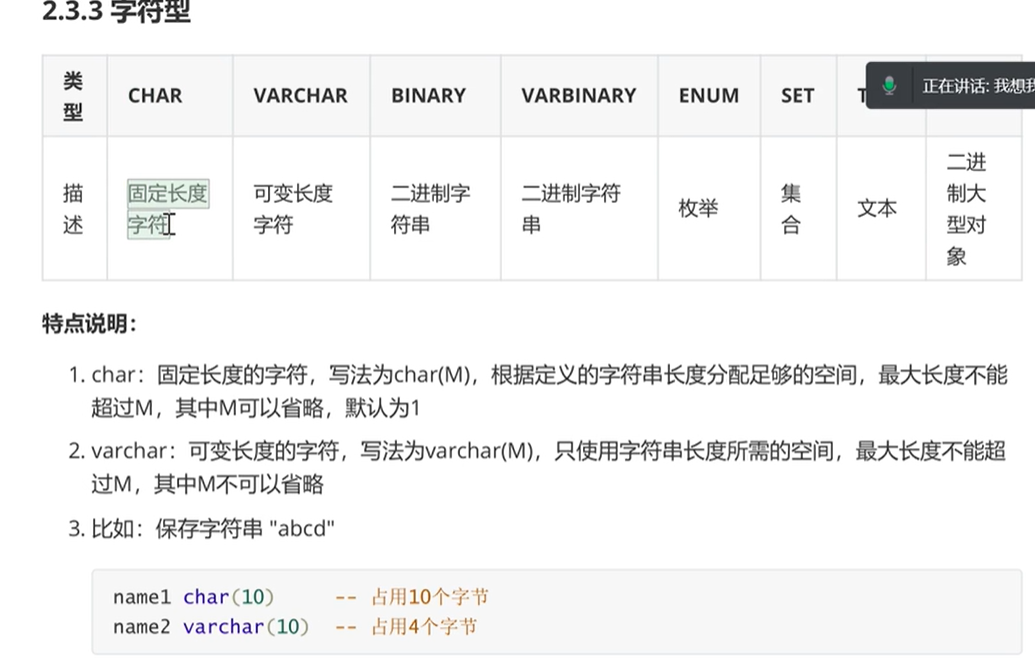 2.3.3 字符型
类型 CHAR VARCHAR BINARY VARBINARY ENUM SET
正在讲话: 我想我
描述 固定长度字符 可变长度字符 二进制字符串 二进制字符串 枚举 集合 文本 二进制大型对象
特点说明：
1. char：固定长度的字符，写法为char(M)，根据定义的字符串长度分配足够的空间，最大长度不能
超过M，其中M可以省略，默认为1
2. varchar：可变长度的字符，写法为varchar(M)，只使用字符串长度所需的空间，最大长度不能超
过M，其中M不可以省略
3. 比如：保存字符串 "abcd"
name1 char(10) -- 占用10个字节
name2 varchar(10) -- 占用4个字节